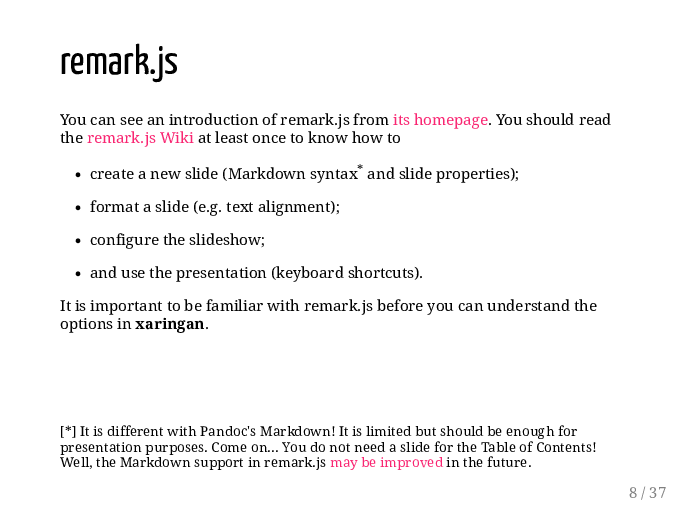 remark.js
You can see an introduction of remark.js from its homepage. You should read
the remark.js Wiki at least once to know how to
• create a new slide (Markdown syntax* and slide properties);
• format a slide (e.g. text alignment);
• configure the slideshow;
• and use the presentation (keyboard shortcuts).
It is important to be familiar with remark.js before you can understand the
options in xaringan.
[*] It is different with Pandoc's Markdown! It is limited but should be enough for
presentation purposes. Come on... You do not need a slide for the Table of Contents!
Well, the Markdown support in remark.js may be improved in the future.
8 / 37